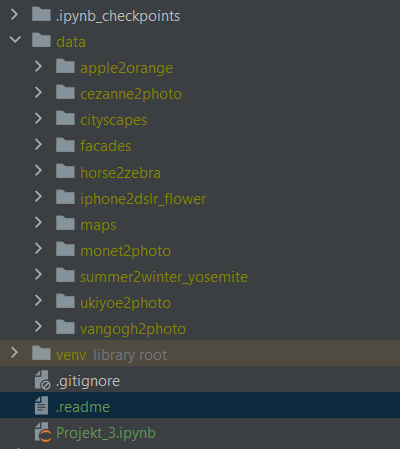 .ipynb_checkpoints
data
apple2orange
cezanne2photo
cityscapes
facades
horse2zebra
iphone2dslr_flower
maps
monet2photo
summer2winter_yosemite
ukiyoe2photo
vangogh2photo
venv library root
.gitignore
.readme
Projekt_3.ipynb